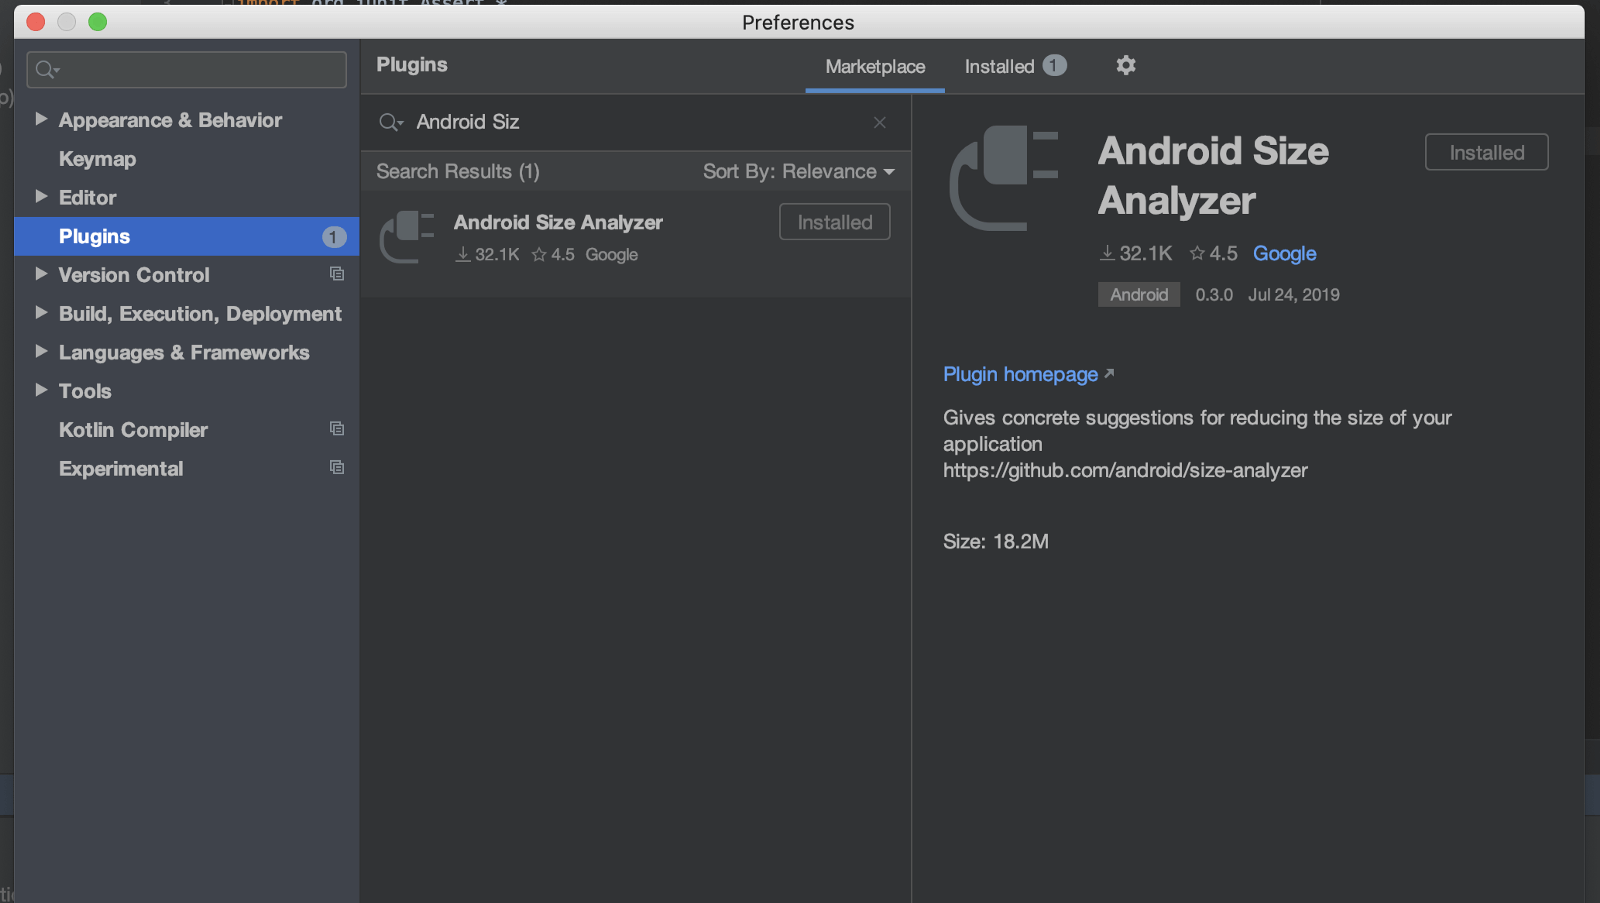 import org.junit.Assert.*
Preferences
Plugins
Marketplace
Installed 1
Appearance & Behavior
Keymap
Editor
Plugins 1
Version Control
Build, Execution, Deployment
Languages & Frameworks
Tools
Kotlin Compiler
Experimental
Android Siz
Search Results (1)
Sort By: Relevance
Android Size Analyzer
Installed
32.1K 4.5 Google
Android Size
Analyzer
Installed
32.1K 4.5 Google
Android 0.3.0 Jul 24, 2019
Plugin homepage
Gives concrete suggestions for reducing the size of your
application
https://github.com/android/size-analyzer
Size: 18.2M